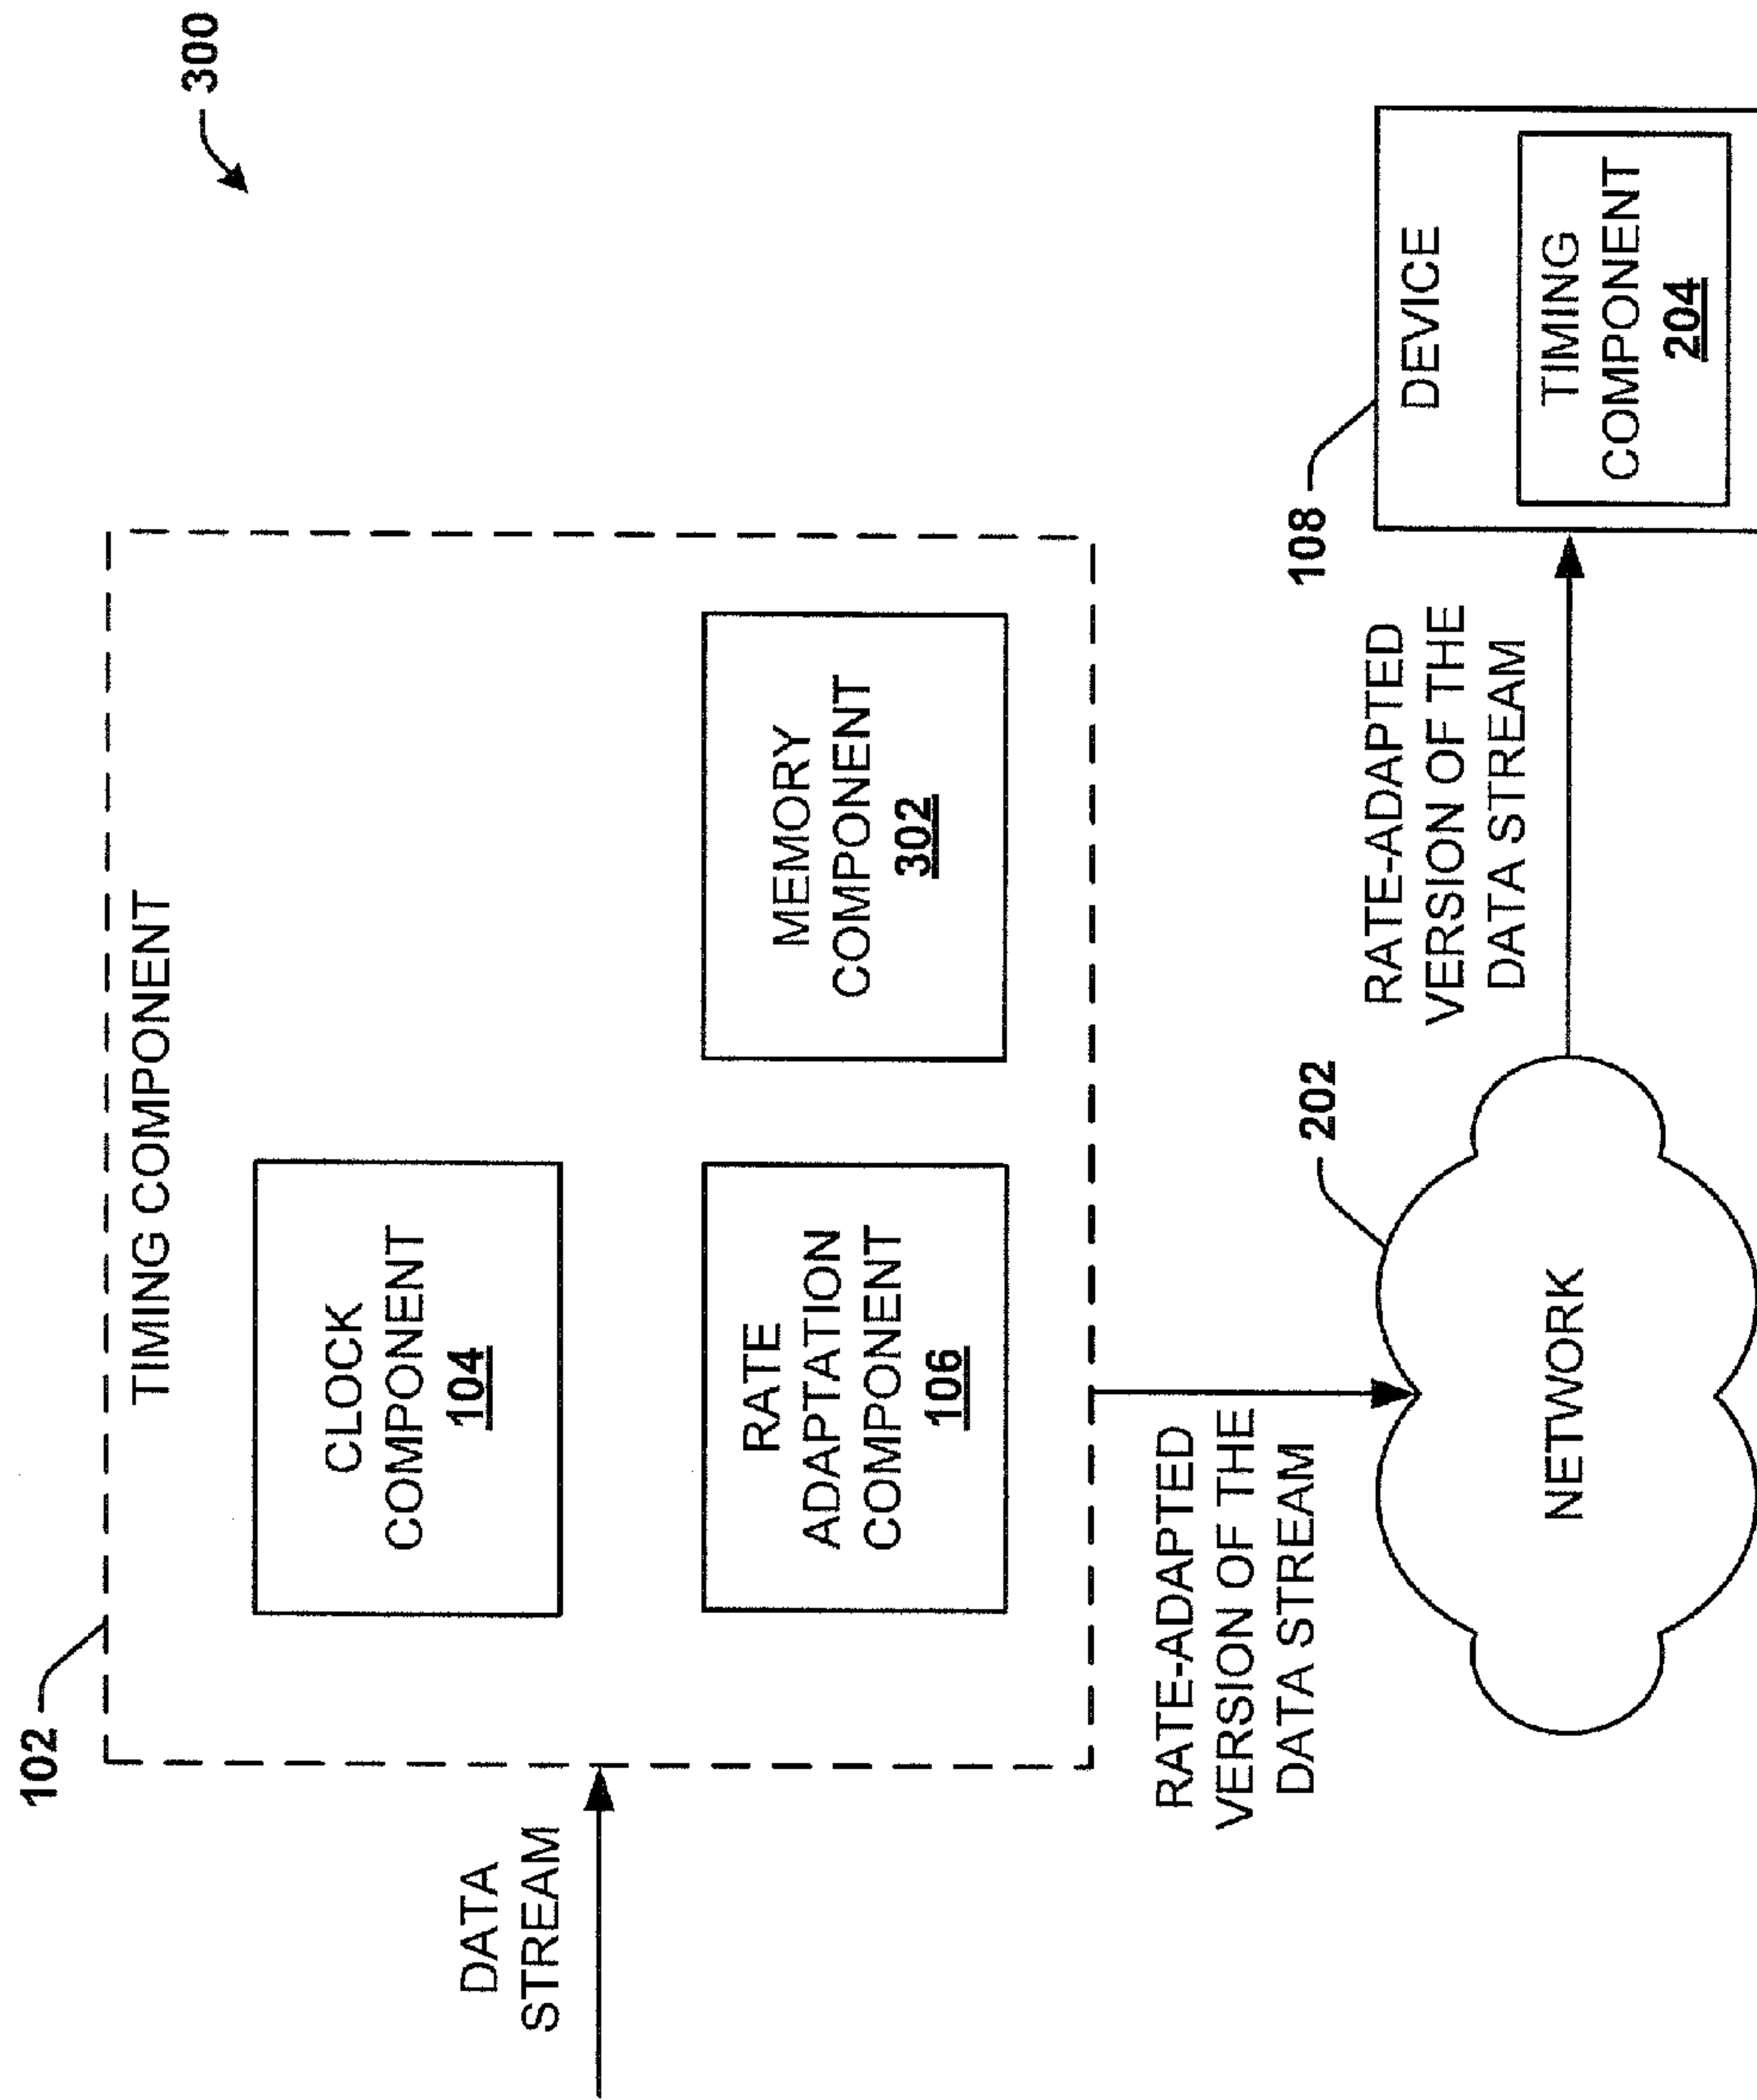 300
102
TIMING COMPONENT
CLOCK
COMPONENT
104
RATE
ADAPTATION
COMPONENT
106
MEMORY
COMPONENT
302
DATA
STREAM
RATE-ADAPTED
VERSION OF THE
DATA STREAM
202
NETWORK
RATE-ADAPTED
VERSION OF THE
DATA STREAM
108
DEVICE
TIMING
COMPONENT
204